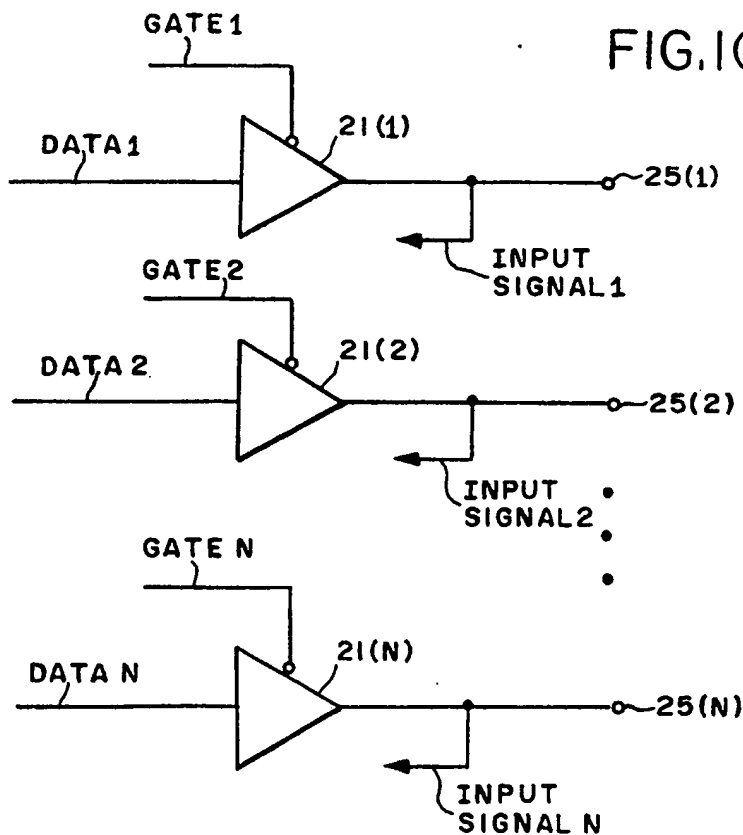 GATE1
FIG.10
21(1)
DATA1
25(1)
INPUT
SIGNAL1
GATE2
21(2)
DATA 2
25(2)
INPUT
SIGNAL2
GATE N
21(N)
DATA N
25(N)
INPUT
SIGNAL N